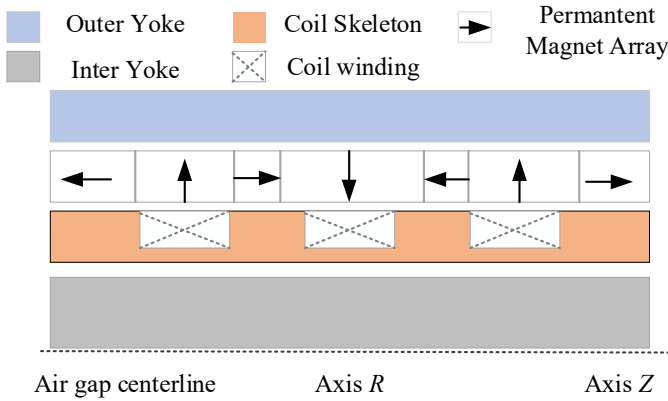 Outer Yoke
Coil Skeleton
Permantent
Magnet Array
Inter Yoke
Coil winding
Air gap centerline
Axis R
Axis Z